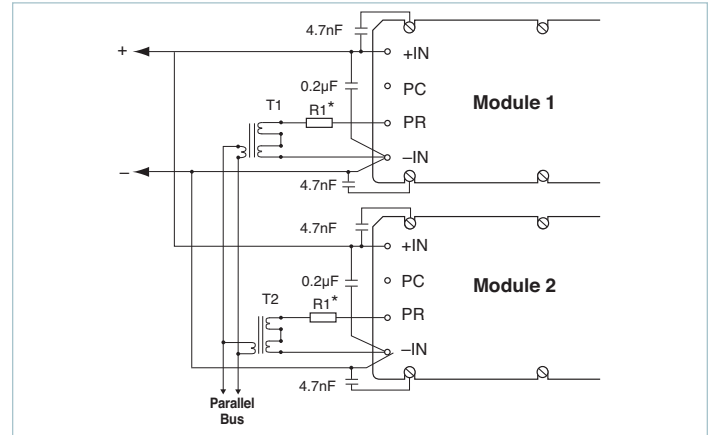 4.7nF
+
+IN
0.2µF
PC
T1
R1*
Module 1
PR
–IN
–
4.7nF
4.7nF
+IN
0.2µF
PC
T2
R1*
Module 2
PR
–IN
4.7nF
Parallel
Bus